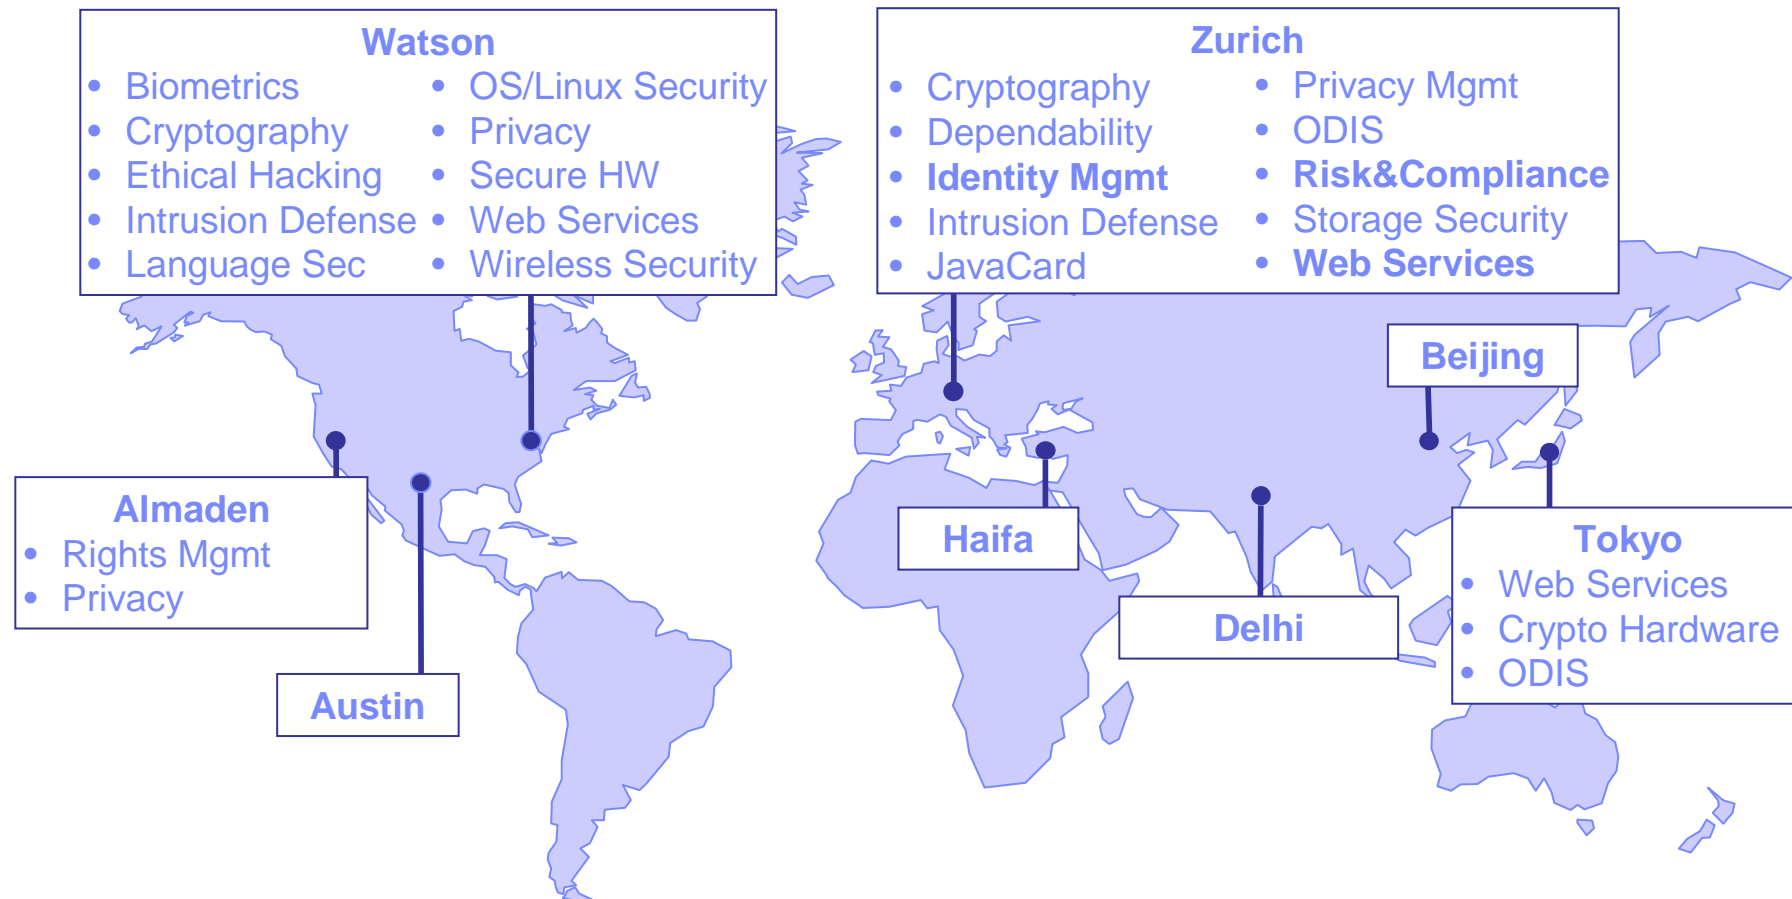 Watson
• Biometrics
• Cryptography
• Ethical Hacking
• Intrusion Defense
• Language Sec
• OS/Linux Security
• Privacy
• Secure HW
• Web Services
• Wireless Security
Zurich
• Cryptography
• Dependability
• Identity Mgmt
• Intrusion Defense
• JavaCard
• Privacy Mgmt
• ODIS
• Risk&Compliance
• Storage Security
• Web Services
Beijing
Almaden
• Rights Mgmt
• Privacy
Haifa
Tokyo
• Web Services
• Crypto Hardware
• ODIS
Delhi
Austin